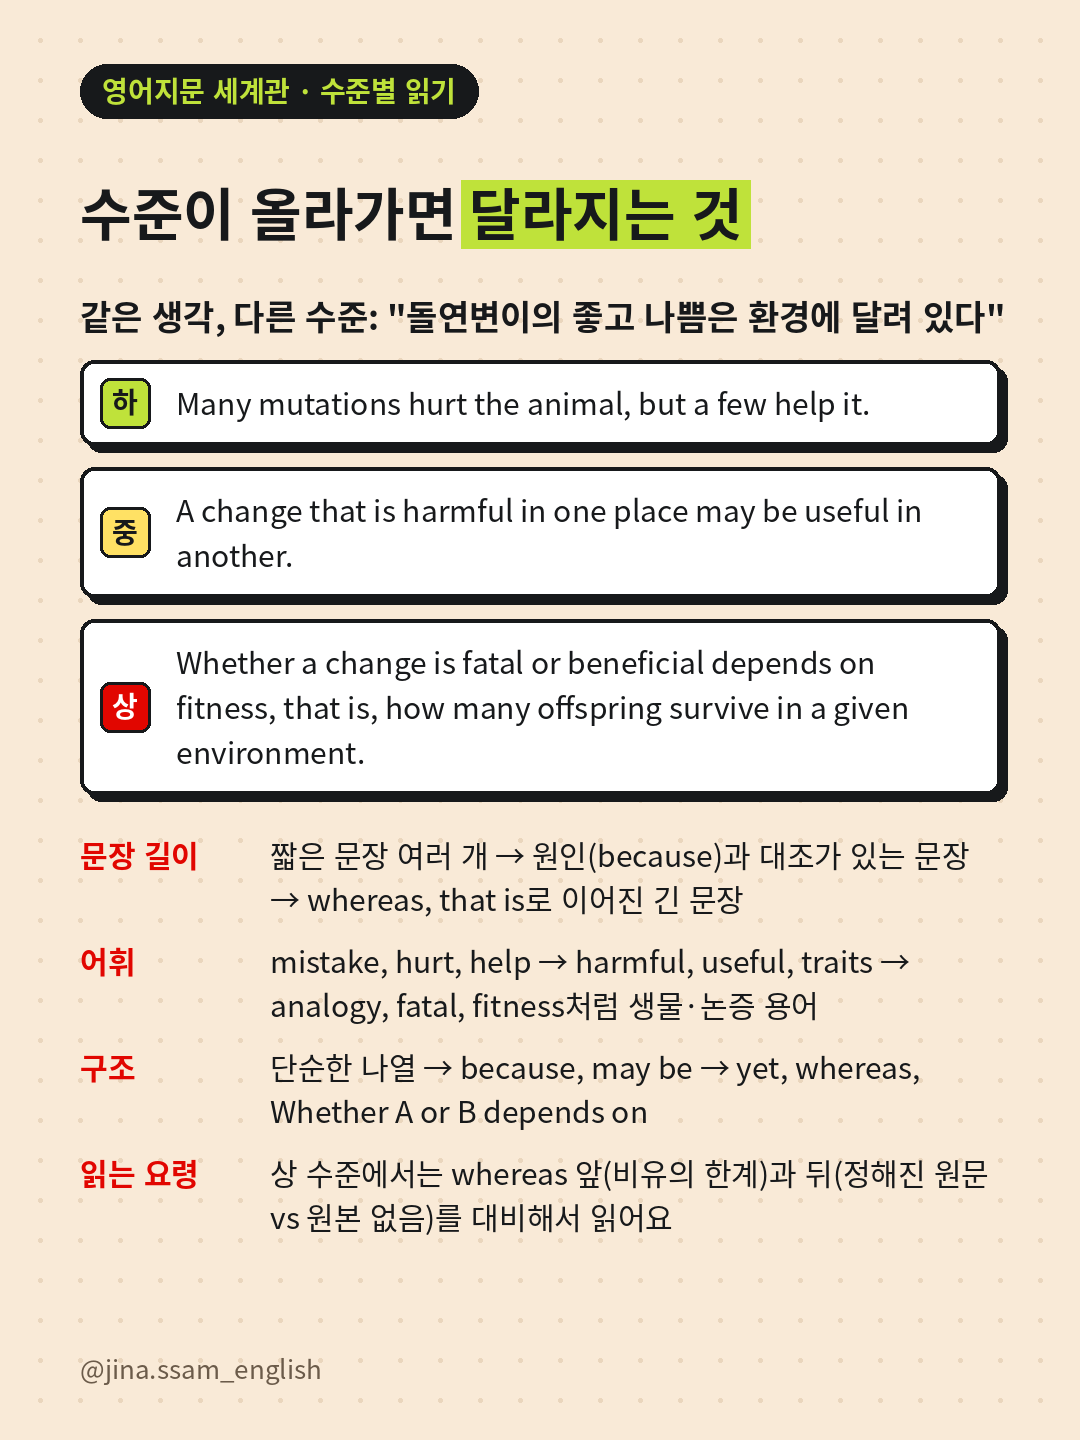 영어지문 세계관 · 수준별 읽기
수준이 올라가면 달라지는 것
같은 생각, 다른 수준: "돌연변이의 좋고 나쁨은 환경에 달려 있다"
하 Many mutations hurt the animal, but a few help it.
중 A change that is harmful in one place may be useful in
another.
상 Whether a change is fatal or beneficial depends on
fitness, that is, how many offspring survive in a given
environment.
문장 길이 짧은 문장 여러 개 → 원인(because)과 대조가 있는 문장
→ whereas, that is로 이어진 긴 문장
어휘 mistake, hurt, help → harmful, useful, traits →
analogy, fatal, fitness처럼 생물·논증 용어
구조 단순한 나열 → because, may be → yet, whereas,
Whether A or B depends on
읽는 요령 상 수준에서는 whereas 앞(비유의 한계)과 뒤(정해진 원문
vs 원본 없음)를 대비해서 읽어요
@jina.ssam_english